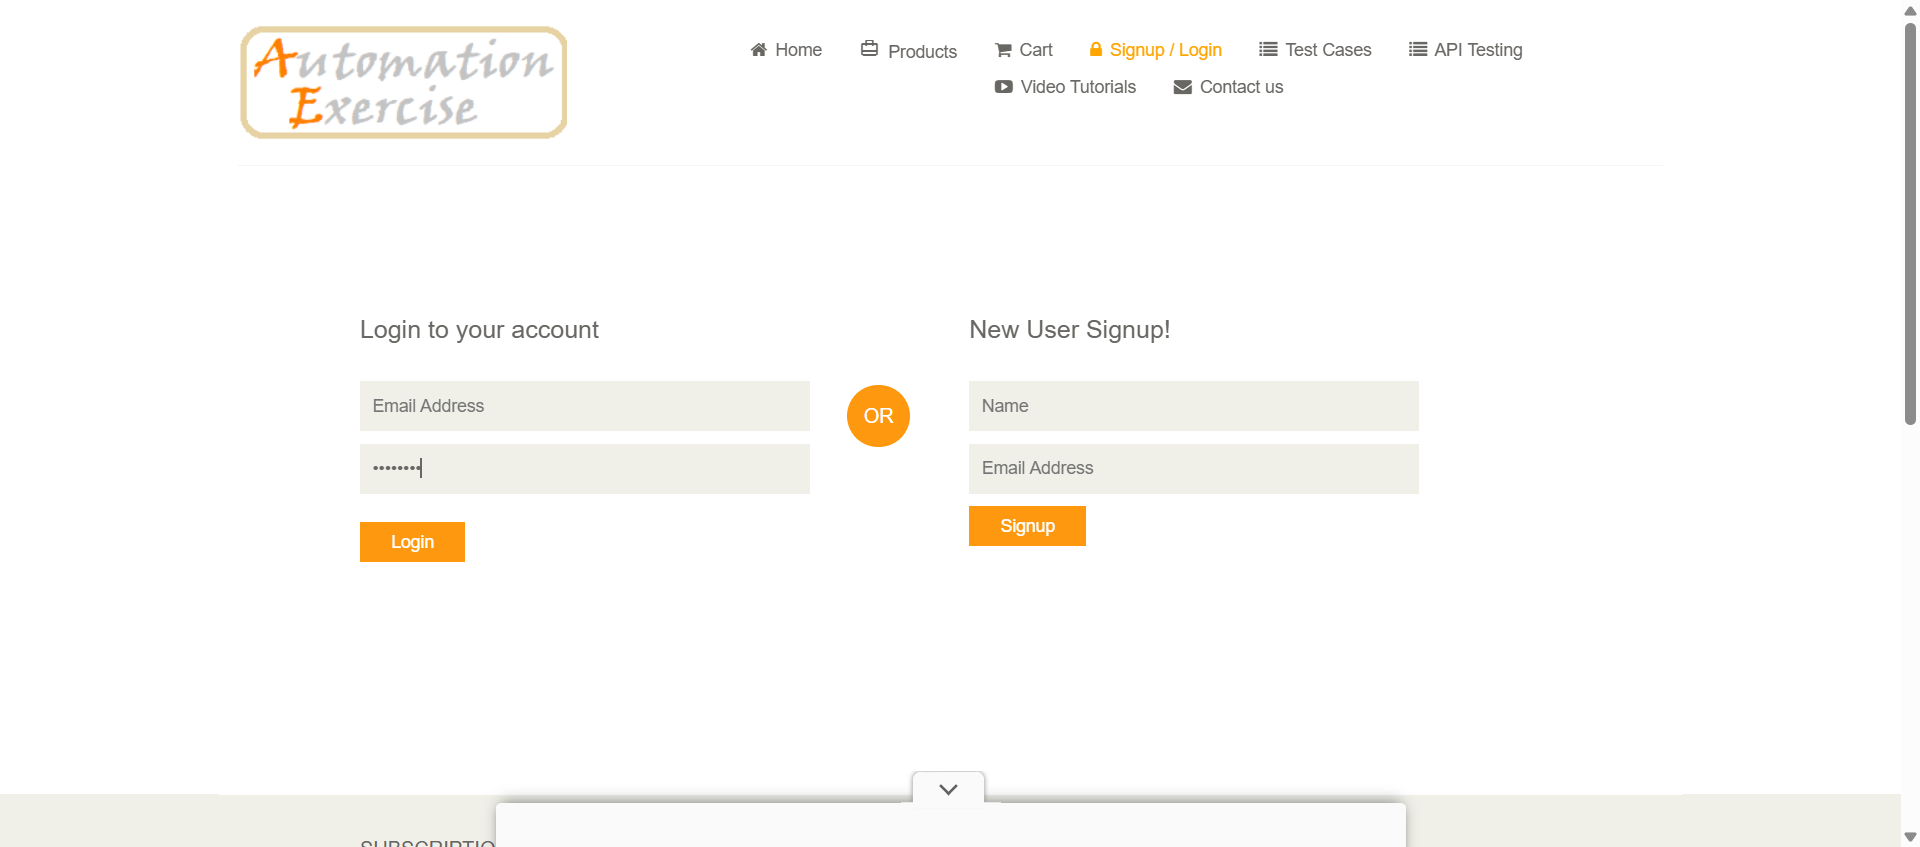 Automation
Exercise
Home
Products
Cart
Signup / Login
Test Cases
API Testing
Video Tutorials
Contact us
Login to your account
New User Signup!
Email Address
OR
Name
••••••••
Email Address
Login
Signup
SUBSCRIPTIO